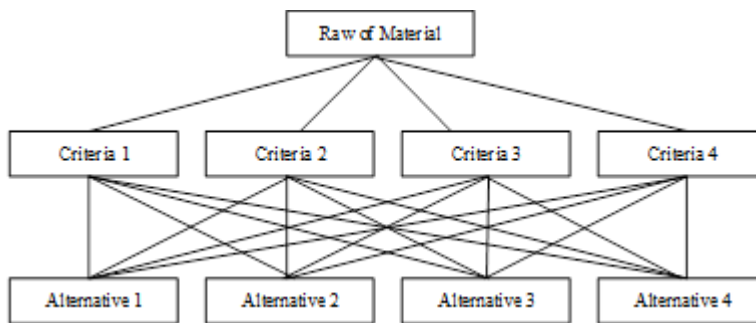 Raw of Material
Criteria 1
Criteria 2
Criteria 3
Criteria 4
Alternative 1
Alternative 2
Alternative 3
Alternative 4